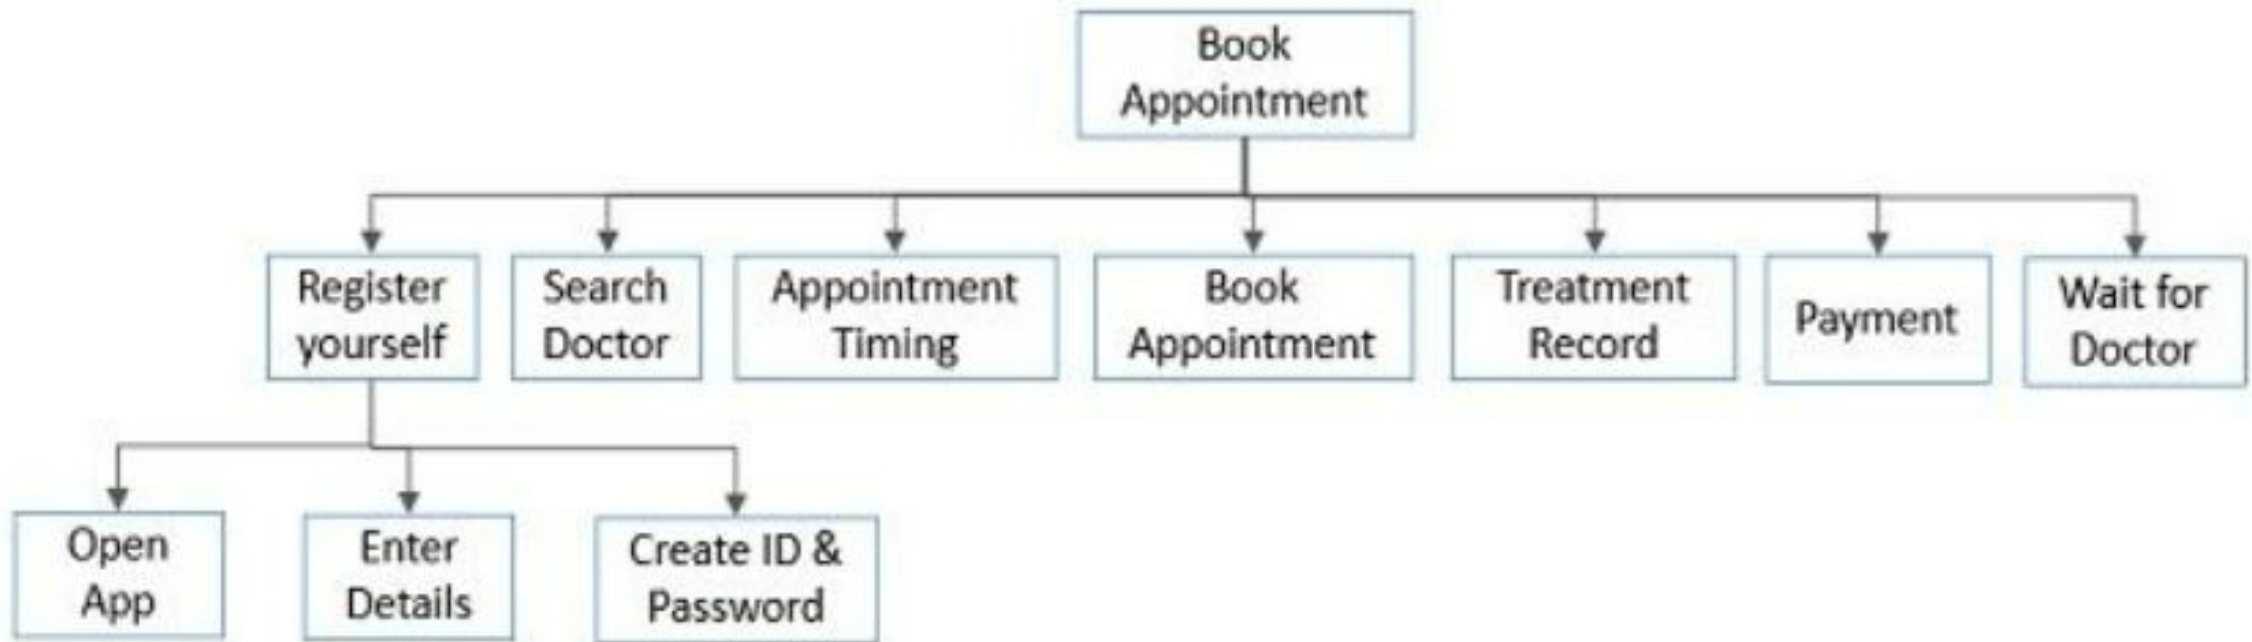 Book
Appointment
Register
yourself
Search
Doctor
Appointment
Timing
Book
Appointment
Treatment
Record
Payment
Wait for
Doctor
Open
App
Enter
Details
Create ID &
Password